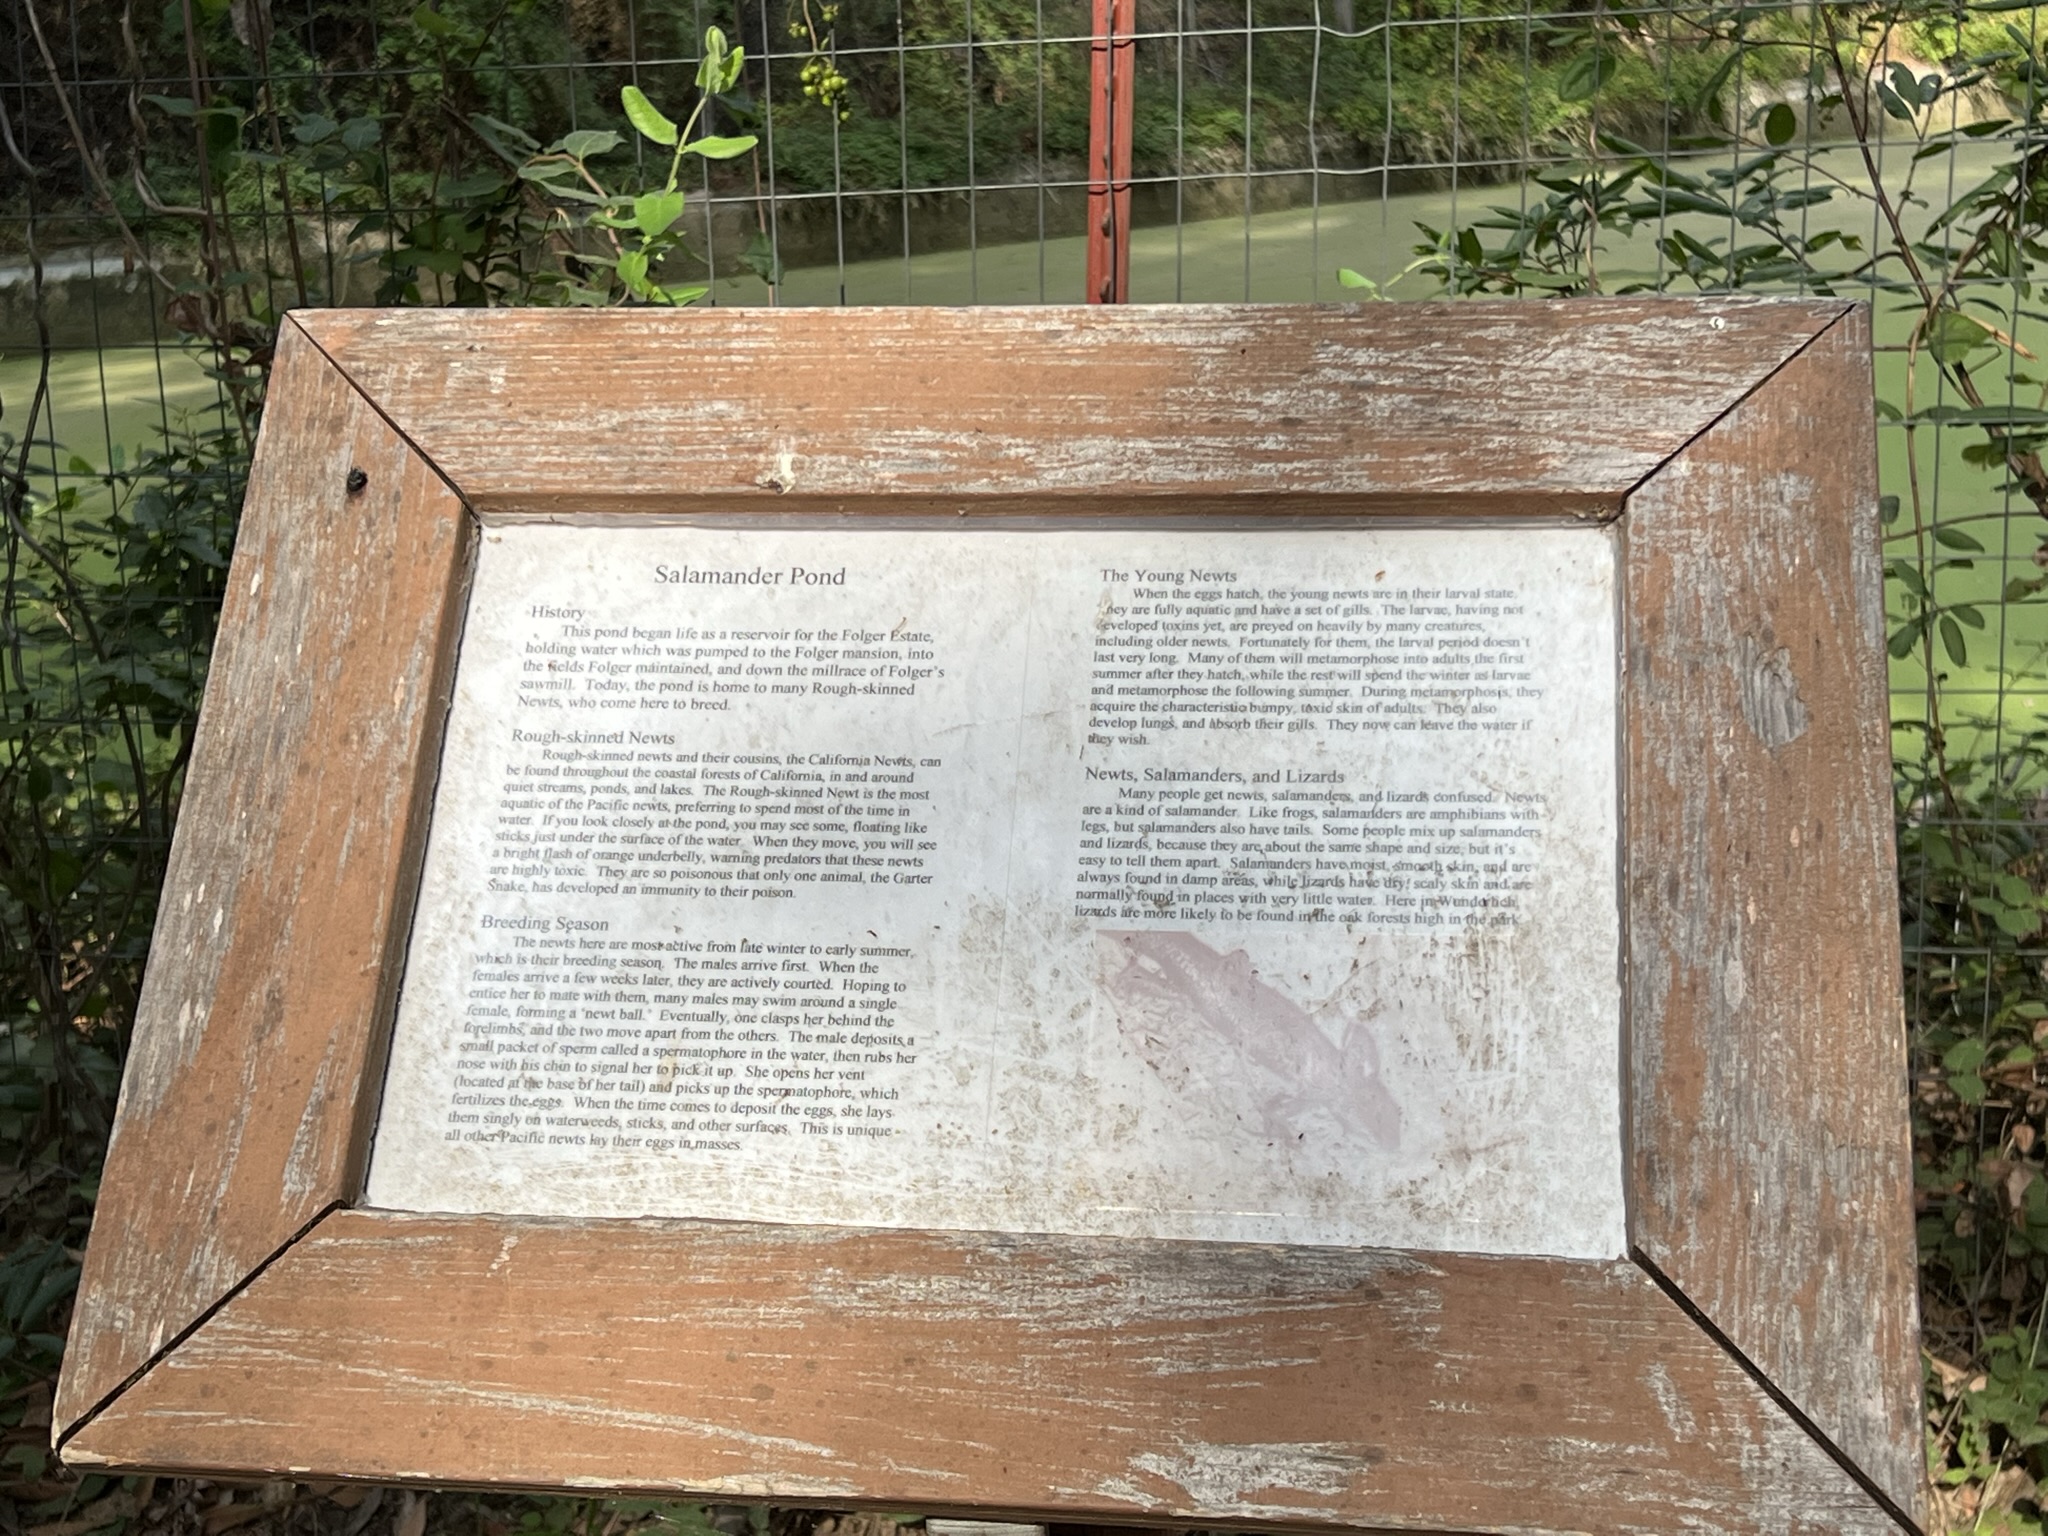 Salamander Pond
History
This pond began life as a reservoir for the Folger Estate,
holding water which was pumped to the Folger mansion, into
the fields Folger maintained, and down the millrace of Folger's
sawmill. Today, the pond is home to many Rough-skinned
Newts, who come here to breed.
Rough-skinned Newts
Rough-skinned newts and their cousins, the California Newts, can
be found throughout the coastal forests of California, in and around
quiet streams, ponds, and lakes. The Rough-skinned Newt is the most
aquatic of the Pacific newts, preferring to spend most of the time in
water. If you look closely at the pond, you may see some, floating like
sticks just under the surface of the water. When they move, you will see
a bright flash of orange underbelly, warning predators that these newts
are highly toxic. They are so poisonous that only one animal, the Garter
Snake, has developed an immunity to their poison.
Breeding Season
The newts here are most active from late winter to early summer,
which is their breeding season. The males arrive first. When the
females arrive a few weeks later, they are actively courted. Hoping to
entice her to mate with them, many males may swim around a single
female, forming a "newt ball." Eventually, one clasps her behind the
forelimbs, and the two move apart from the others. The male deposits a
small packet of sperm called a spermatophore in the water, then rubs her
nose with his chin to signal her to pick it up. She opens her vent
(located at the base of her tail) and picks up the spermatophore, which
fertilizes the eggs. When the time comes to deposit the eggs, she lays
them singly on waterweeds, sticks, and other surfaces. This is unique -
all other Pacific newts lay their eggs in masses.
The Young Newts
When the eggs hatch, the young newts are in their larval state.
They are fully aquatic and have a set of gills. The larvae, having not
developed toxins yet, are preyed on heavily by many creatures,
including older newts. Fortunately for them, the larval period doesn't
last very long. Many of them will metamorphose into adults the first
summer after they hatch, while the rest will spend the winter as larvae
and metamorphose the following summer. During metamorphosis, they
acquire the characteristic bumpy, toxic skin of adults. They also
develop lungs, and absorb their gills. They now can leave the water if
they wish.
Newts, Salamanders, and Lizards
Many people get newts, salamanders, and lizards confused. Newts
are a kind of salamander. Like frogs, salamanders are amphibians with
legs, but salamanders also have tails. Some people mix up salamanders
and lizards, because they are about the same shape and size, but it's
easy to tell them apart. Salamanders have moist, smooth skin, and are
always found in damp areas, while lizards have dry, scaly skin and are
normally found in places with very little water. Here in Wunderlich,
lizards are more likely to be found in the oak forests high in the park.